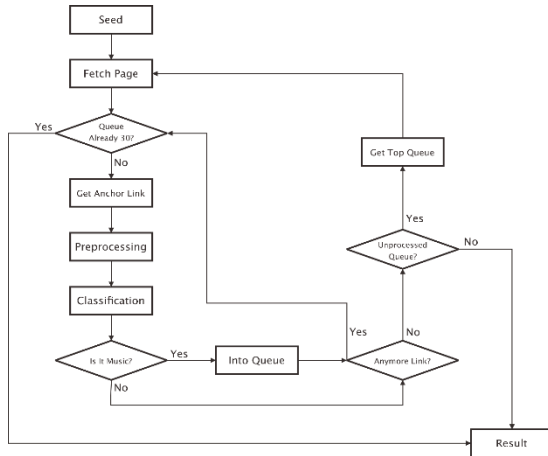 Seed
Fetch Page
Yes
Queue
Already 30?
No
Get Anchor Link
Preprocessing
Classification
Is It Music?
Yes
No
Into Queue
Yes
Anymore Link?
No
Unprocessed
Queue?
Yes
No
Get Top Queue
Result